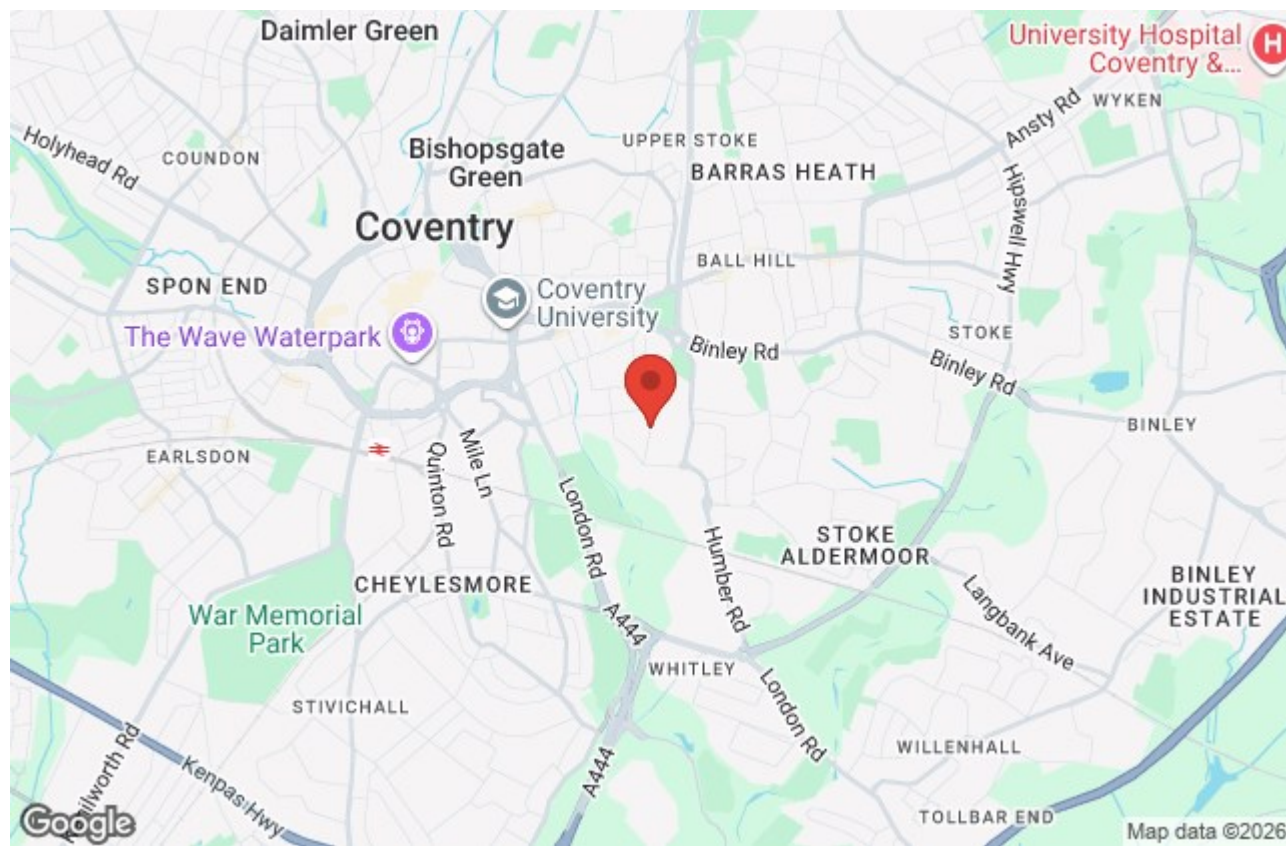 Daimler Green
University Hospital
Coventry &...
H
WYKEN
Ansty Rd
Holyhead Rd
COUNDON
Bishopsgate
Green
UPPER STOKE
BARRAS HEATH
Hipswell Hwy
Coventry
BALL HILL
SPON END
Coventry
University
The Wave Waterpark
Binley Rd
STOKE
Binley Rd
BINLEY
EARLSDON
Mile Ln
Quinton Rd
London Rd
Humber Rd
STOKE
ALDERMOOR
CHEYLESMORE
Langbank Ave
BINLEY
INDUSTRIAL
ESTATE
War Memorial
Park
A444
WHITLEY
STIVICHALL
London Rd
Kenilworth Rd
Kenpas Hwy
A444
WILLENHALL
TOLLBAR END
Google
Map data ©2026